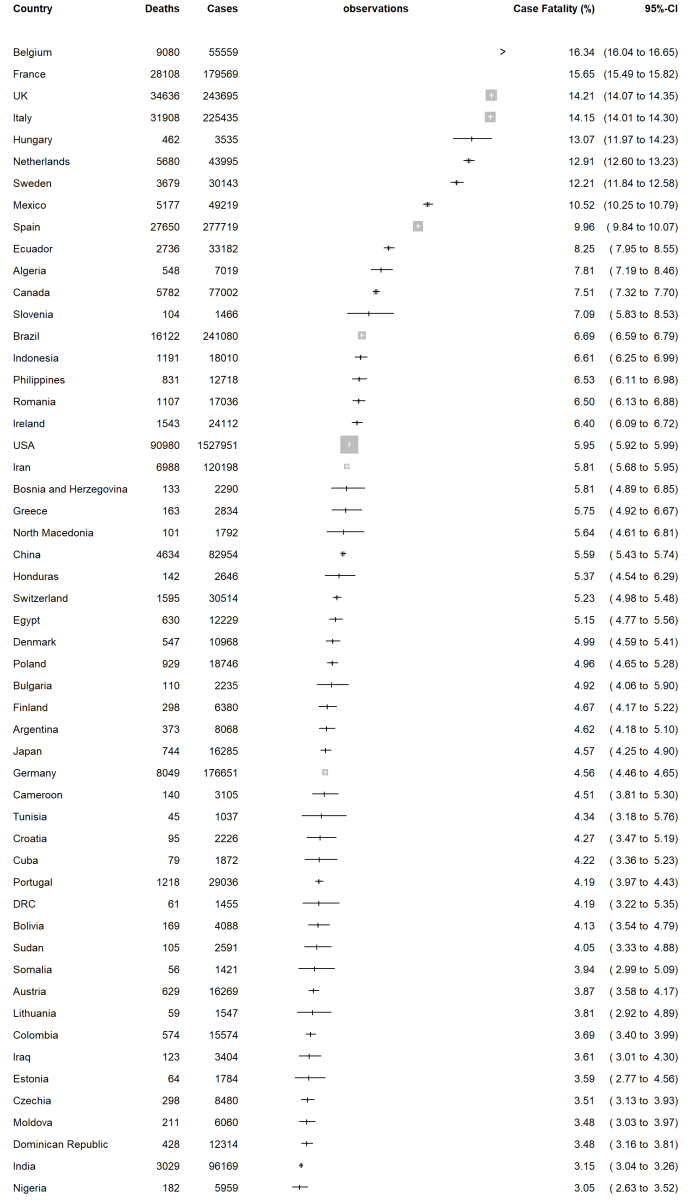 Country Deaths Cases observations Case Fatality (%) 95%-CI
Belgium 9080 55559 > 16.34 (16.04 to 16.65)
France 28108 179569 15.65 (15.49 to 15.82)
UK 34636 243695 14.21 (14.07 to 14.35)
Italy 31908 225435 14.15 (14.01 to 14.30)
Hungary 462 3535 13.07 (11.97 to 14.23)
Netherlands 5680 43995 12.91 (12.60 to 13.23)
Sweden 3679 30143 12.21 (11.84 to 12.58)
Mexico 5177 49219 10.52 (10.25 to 10.79)
Spain 27650 277719 9.96 ( 9.84 to 10.07)
Ecuador 2736 33182 8.25 ( 7.95 to 8.55)
Algeria 548 7019 7.81 ( 7.19 to 8.46)
Canada 5782 77002 7.51 ( 7.32 to 7.70)
Slovenia 104 1466 7.09 ( 5.83 to 8.53)
Brazil 16122 241080 6.69 ( 6.59 to 6.79)
Indonesia 1191 18010 6.61 ( 6.25 to 6.99)
Philippines 831 12718 6.53 ( 6.11 to 6.98)
Romania 1107 17036 6.50 ( 6.13 to 6.88)
Ireland 1543 24112 6.40 ( 6.09 to 6.72)
USA 90980 1527951 5.95 ( 5.92 to 5.99)
Iran 6988 120198 5.81 ( 5.68 to 5.95)
Bosnia and Herzegovina 133 2290 5.81 ( 4.89 to 6.85)
Greece 163 2834 5.75 ( 4.92 to 6.67)
North Macedonia 101 1792 5.64 ( 4.61 to 6.81)
China 4634 82954 5.59 ( 5.43 to 5.74)
Honduras 142 2646 5.37 ( 4.54 to 6.29)
Switzerland 1595 30514 5.23 ( 4.98 to 5.48)
Egypt 630 12229 5.15 ( 4.77 to 5.56)
Denmark 547 10968 4.99 ( 4.59 to 5.41)
Poland 929 18746 4.96 ( 4.65 to 5.28)
Bulgaria 110 2235 4.92 ( 4.06 to 5.90)
Finland 298 6380 4.67 ( 4.17 to 5.22)
Argentina 373 8068 4.62 ( 4.18 to 5.10)
Japan 744 16285 4.57 ( 4.25 to 4.90)
Germany 8049 176651 4.56 ( 4.46 to 4.65)
Cameroon 140 3105 4.51 ( 3.81 to 5.30)
Tunisia 45 1037 4.34 ( 3.18 to 5.76)
Croatia 95 2226 4.27 ( 3.47 to 5.19)
Cuba 79 1872 4.22 ( 3.36 to 5.23)
Portugal 1218 29036 4.19 ( 3.97 to 4.43)
DRC 61 1455 4.19 ( 3.22 to 5.35)
Bolivia 169 4088 4.13 ( 3.54 to 4.79)
Sudan 105 2591 4.05 ( 3.33 to 4.88)
Somalia 56 1421 3.94 ( 2.99 to 5.09)
Austria 629 16269 3.87 ( 3.58 to 4.17)
Lithuania 59 1547 3.81 ( 2.92 to 4.89)
Colombia 574 15574 3.69 ( 3.40 to 3.99)
Iraq 123 3404 3.61 ( 3.01 to 4.30)
Estonia 64 1784 3.59 ( 2.77 to 4.56)
Czechia 298 8480 3.51 ( 3.13 to 3.93)
Moldova 211 6060 3.48 ( 3.03 to 3.97)
Dominican Republic 428 12314 3.48 ( 3.16 to 3.81)
India 3029 96169 3.15 ( 3.04 to 3.26)
Nigeria 182 5959 3.05 ( 2.63 to 3.52)